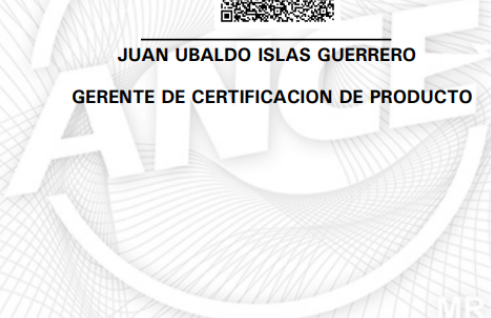 JUAN UBALDO ISLAS GUERRERO
GERENTE DE CERTIFICACION DE PRODUCTO
ANCE
MR